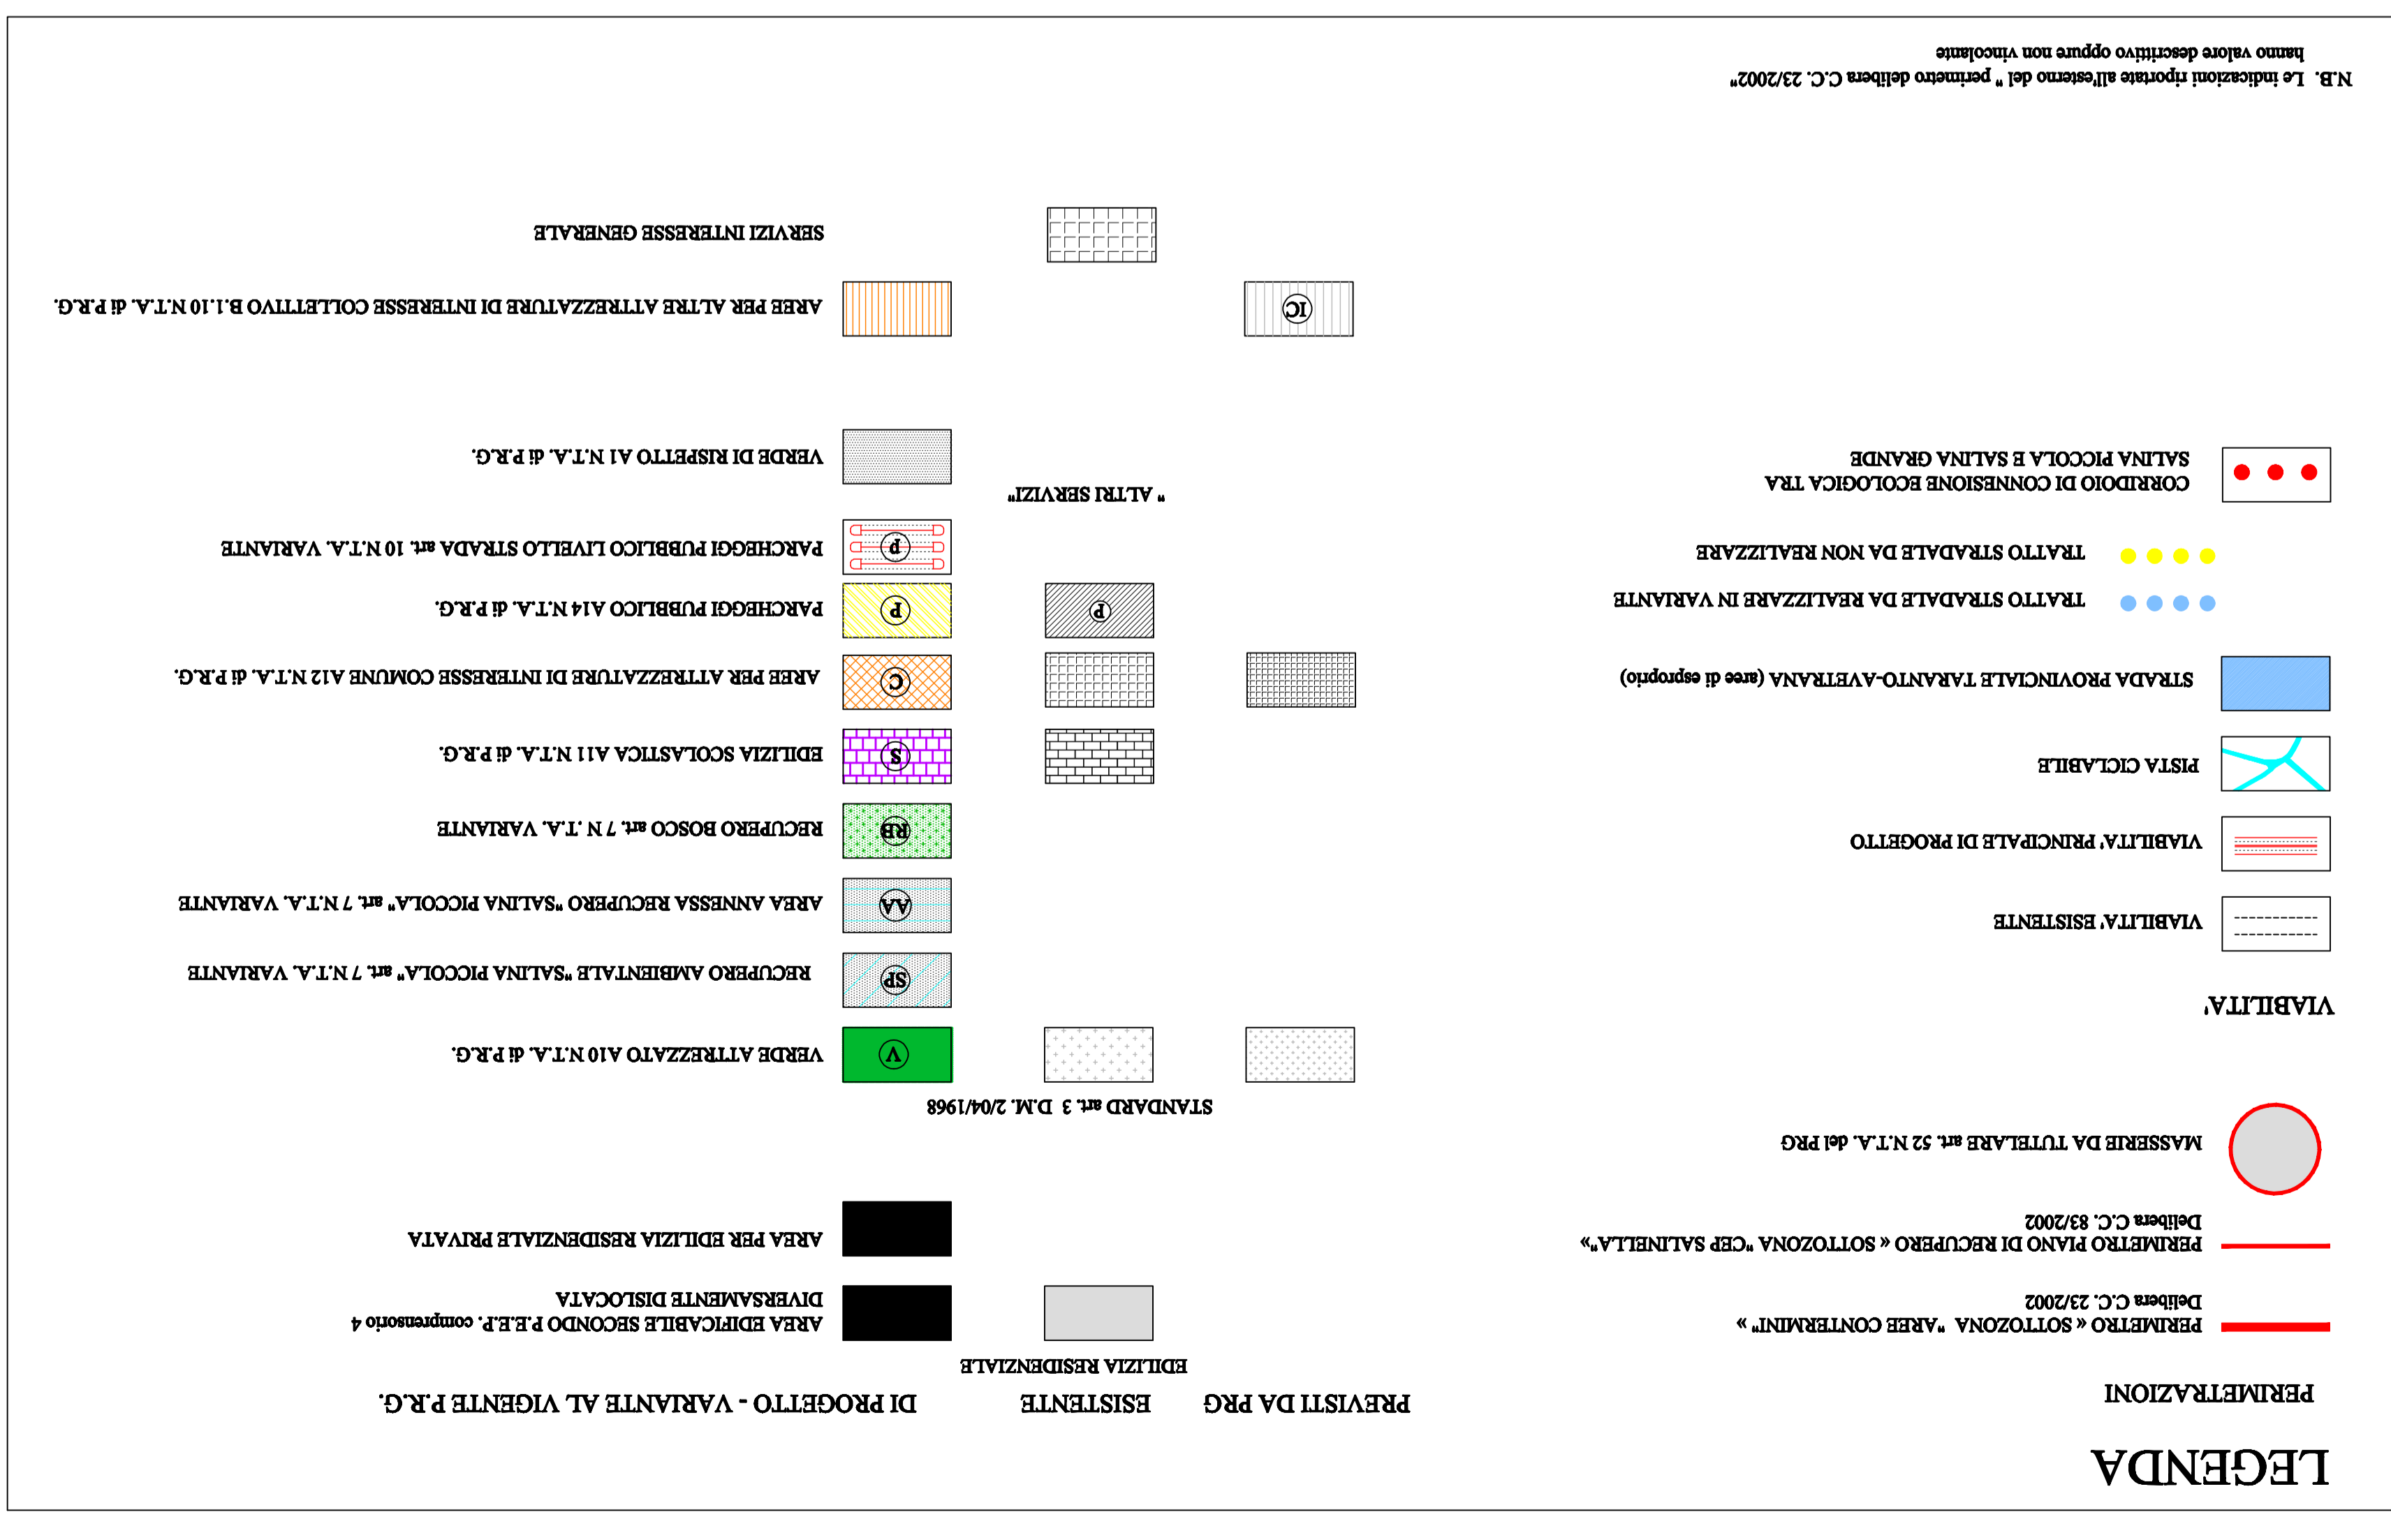 LEGENDA
PERIMETRAZIONI
PERIMETRO « SOTTOZONA "AREE CONTERMINI" »
Delibera C.C. 23/2002
PERIMETRO PIANO DI RECUPERO « SOTTOZONA "CEP SALINELLA"»
Delibera C.C. 83/2002
MASSERIE DA TUTELARE art. 52 N.T.A. del PRG
VIABILITA'
VIABILITA' ESISTENTE
VIABILITA' PRINCIPALE DI PROGETTO
PISTA CICLABILE
STRADA PROVINCIALE TARANTO-AVETRANA (aree di esproprio)
TRATTO STRADALE DA REALIZZARE IN VARIANTE
TRATTO STRADALE DA NON REALIZZARE
CORRIDOIO DI CONNESIONE ECOLOGICA TRA
SALINA PICCOLA E SALINA GRANDE
PREVISTI DA PRG
ESISTENTE
DI PROGETTO - VARIANTE AL VIGENTE P.R.G.
EDILIZIA RESIDENZIALE
AREA EDIFICABILE SECONDO P.E.E.P. comprensorio 4
DIVERSAMENTE DISLOCATA
AREA PER EDILIZIA RESIDENZIALE PRIVATA
STANDARD art. 3 D.M. 2/04/1968
V
VERDE ATTREZZATO A10 N.T.A. di P.R.G.
SP
RECUPERO AMBIENTALE "SALINA PICCOLA" art. 7 N.T.A. VARIANTE
AA
AREA ANNESSA RECUPERO "SALINA PICCOLA" art. 7 N.T.A. VARIANTE
RB
RECUPERO BOSCO art. 7 N .T.A. VARIANTE
S
EDILIZIA SCOLASTICA A11 N.T.A. di P.R.G.
C
AREE PER ATTREZZATURE DI INTERESSE COMUNE A12 N.T.A. di P.R.G.
P
P
PARCHEGGI PUBBLICO A14 N.T.A. di P.R.G.
p
PARCHEGGI PUBBLICO LIVELLO STRADA art. 10 N.T.A. VARIANTE
" ALTRI SERVIZI"
VERDE DI RISPETTO A1 N.T.A. di P.R.G.
IC
AREE PER ALTRE ATTREZZATURE DI INTERESSE COLLETTIVO B.1.10 N.T.A. di P.R.G.
SERVIZI INTERESSE GENERALE
N.B. Le indicazioni riportate all'esterno del " perimetro delibera C.C. 23/2002"
hanno valore descrittivo oppure non vincolante